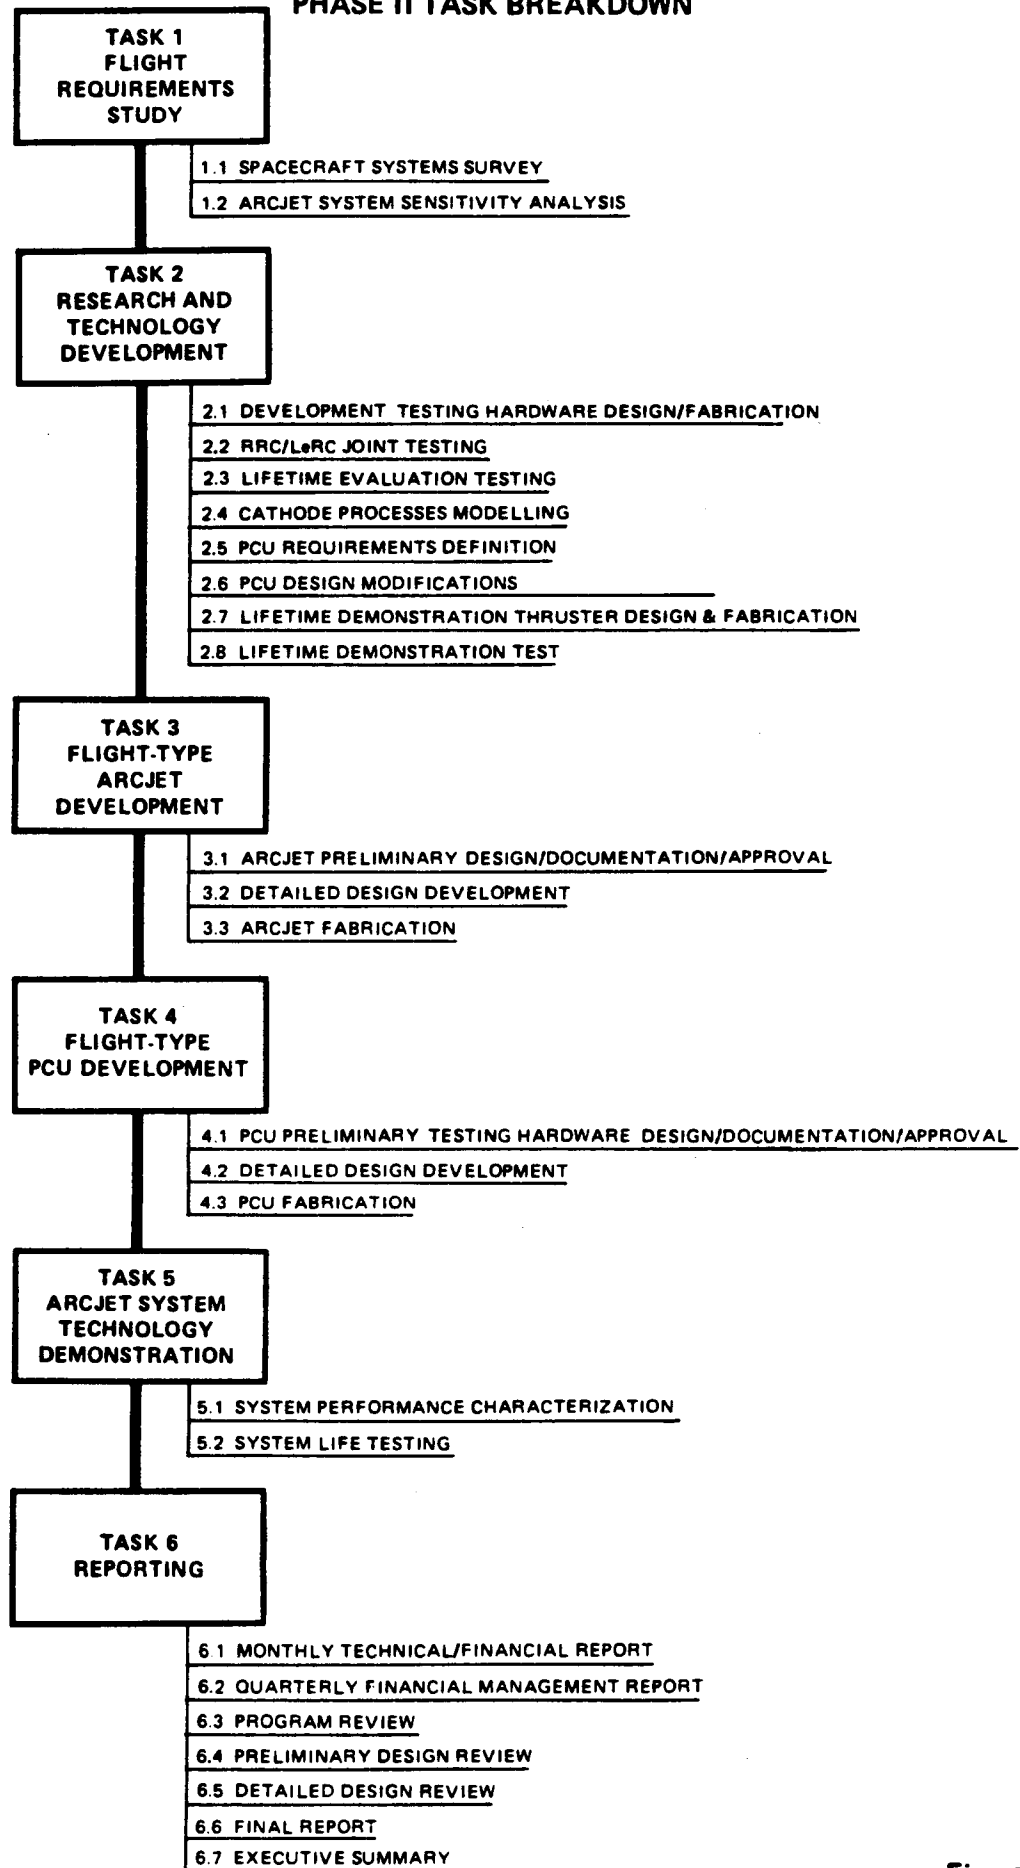 PHASE II TASK BREAKDOWN
TASK 1
FLIGHT
REQUIREMENTS
STUDY
1.1 SPACECRAFT SYSTEMS SURVEY
1.2 ARCJET SYSTEM SENSITIVITY ANALYSIS
TASK 2
RESEARCH AND
TECHNOLOGY
DEVELOPMENT
2.1 DEVELOPMENT TESTING HARDWARE DESIGN/FABRICATION
2.2 RRC/LeRC JOINT TESTING
2.3 LIFETIME EVALUATION TESTING
2.4 CATHODE PROCESSES MODELLING
2.5 PCU REQUIREMENTS DEFINITION
2.6 PCU DESIGN MODIFICATIONS
2.7 LIFETIME DEMONSTRATION THRUSTER DESIGN & FABRICATION
2.8 LIFETIME DEMONSTRATION TEST
TASK 3
FLIGHT-TYPE
ARCJET
DEVELOPMENT
3.1 ARCJET PRELIMINARY DESIGN/DOCUMENTATION/APPROVAL
3.2 DETAILED DESIGN DEVELOPMENT
3.3 ARCJET FABRICATION
TASK 4
FLIGHT-TYPE
PCU DEVELOPMENT
4.1 PCU PRELIMINARY TESTING HARDWARE DESIGN/DOCUMENTATION/APPROVAL
4.2 DETAILED DESIGN DEVELOPMENT
4.3 PCU FABRICATION
TASK 5
ARCJET SYSTEM
TECHNOLOGY
DEMONSTRATION
5.1 SYSTEM PERFORMANCE CHARACTERIZATION
5.2 SYSTEM LIFE TESTING
TASK 6
REPORTING
6.1 MONTHLY TECHNICAL/FINANCIAL REPORT
6.2 QUARTERLY FINANCIAL MANAGEMENT REPORT
6.3 PROGRAM REVIEW
6.4 PRELIMINARY DESIGN REVIEW
6.5 DETAILED DESIGN REVIEW
6.6 FINAL REPORT
6.7 EXECUTIVE SUMMARY